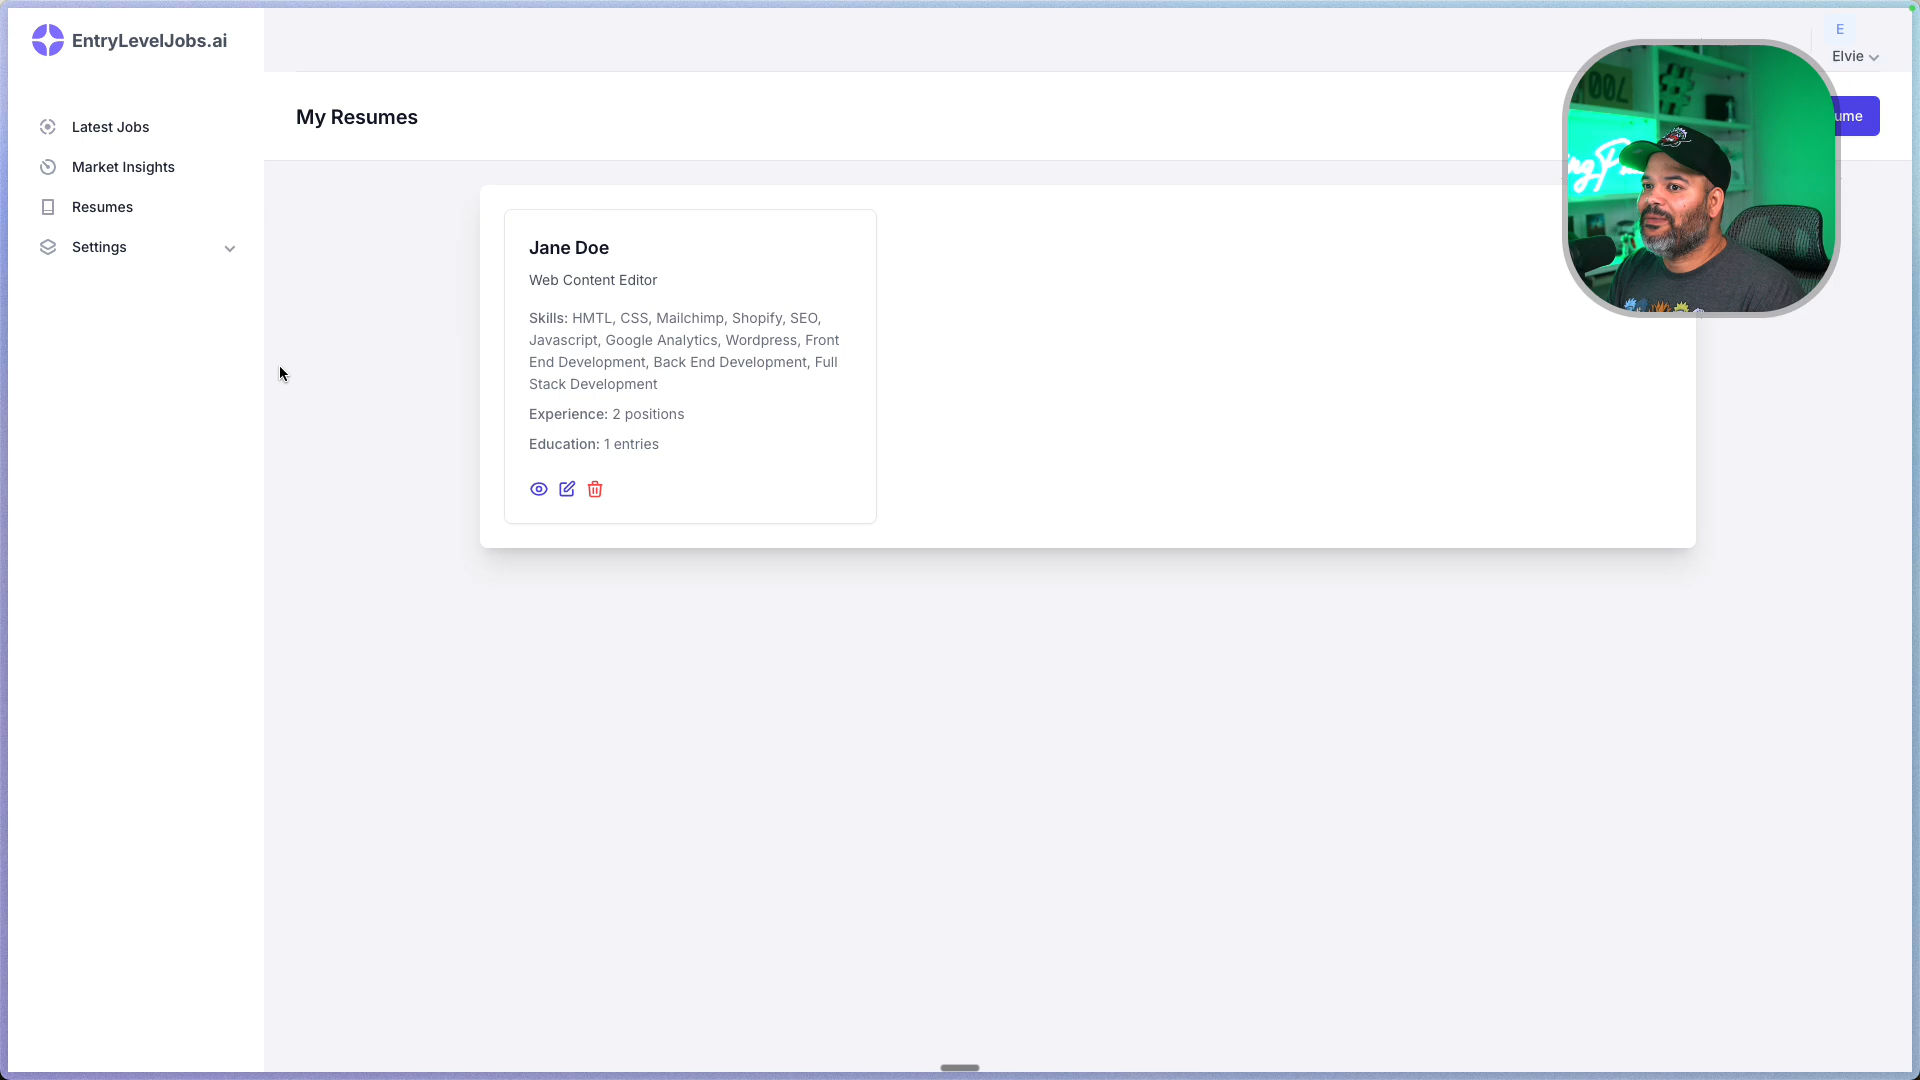 EntryLevelJobs.ai
E
Elvie
Latest Jobs
Market Insights
Resumes
Settings
My Resumes
ume
Jane Doe
Web Content Editor
Skills: HMTL, CSS, Mailchimp, Shopify, SEO,
Javascript, Google Analytics, Wordpress, Front
End Development, Back End Development, Full
Stack Development
Experience: 2 positions
Education: 1 entries